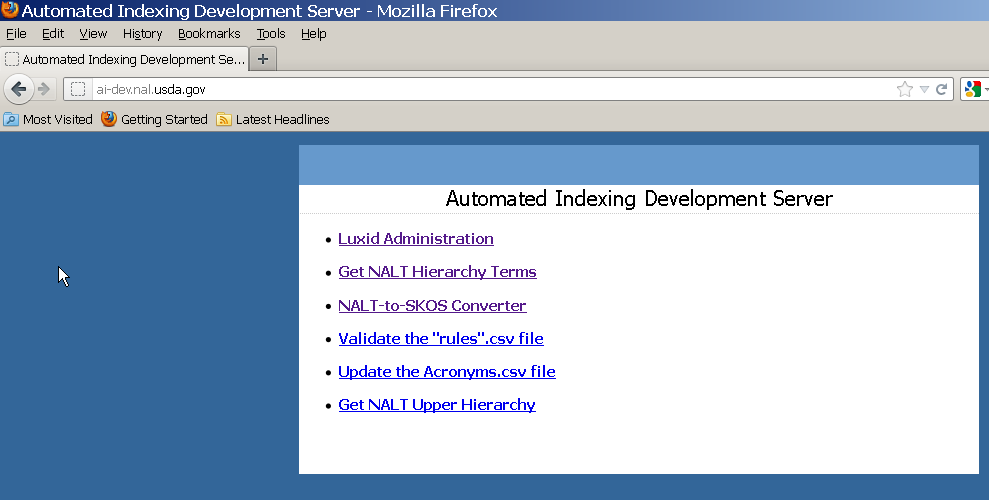 Automated Indexing Development Server - Mozilla Firefox
File Edit View History Bookmarks Tools Help
Automated Indexing Development Se...
ai-dev.nal.usda.gov
Most Visited Getting Started Latest Headlines
Automated Indexing Development Server
Luxid Administration
Get NALT Hierarchy Terms
NALT-to-SKOS Converter
Validate the "rules".csv file
Update the Acronyms.csv file
Get NALT Upper Hierarchy